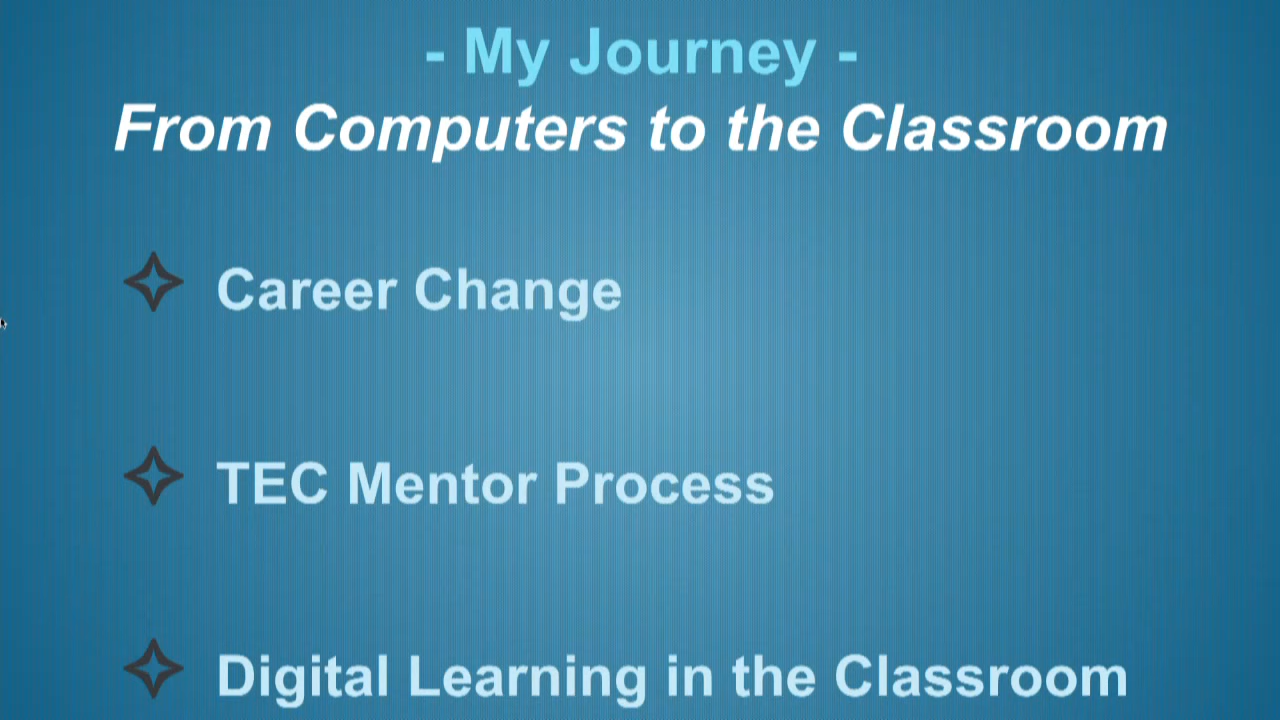 - My Journey -
From Computers to the Classroom
Career Change
TEC Mentor Process
Digital Learning in the Classroom